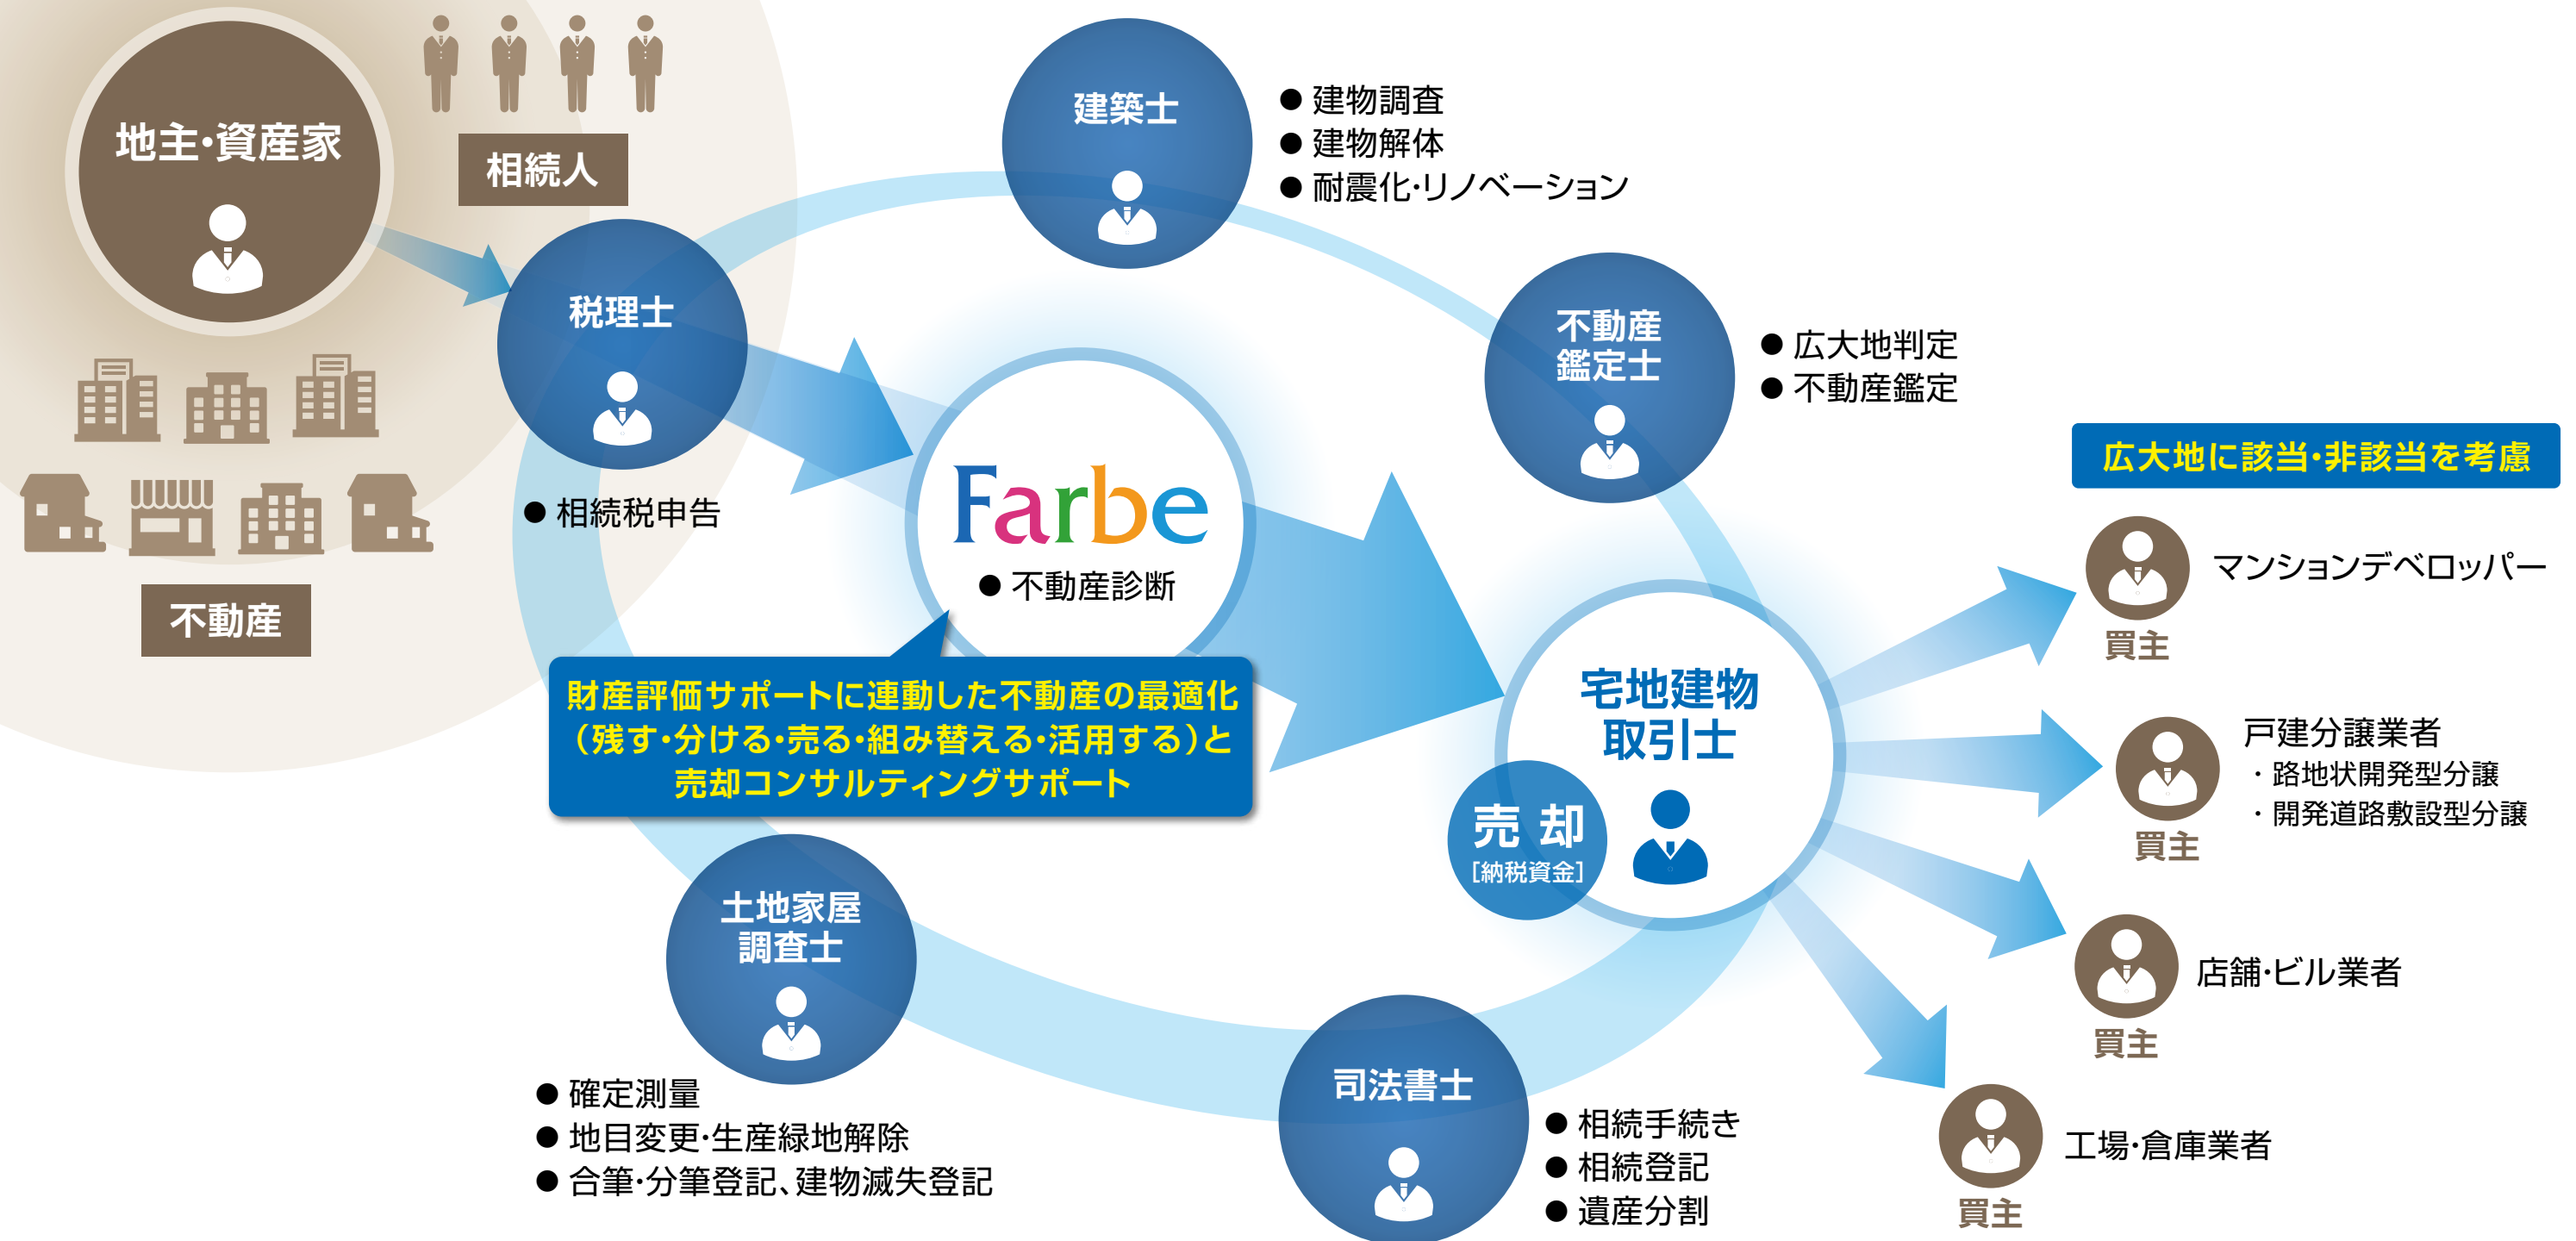 地主・資産家
相続人
不動産
税理士
● 相続税申告
建築士
● 建物調査
● 建物解体
● 耐震化・リノベーション
不動産
鑑定士
● 広大地判定
● 不動産鑑定
Farbe
● 不動産診断
財産評価サポートに連動した不動産の最適化
（残す・分ける・売る・組み替える・活用する）と
売却コンサルティングサポート
宅地建物
取引士
売却
[納税資金]
土地家屋
調査士
● 確定測量
● 地目変更・生産緑地解除
● 合筆・分筆登記、建物滅失登記
司法書士
● 相続手続き
● 相続登記
● 遺産分割
広大地に該当・非該当を考慮
マンションデベロッパー
買主
戸建分譲業者
・路地状開発型分譲
・開発道路敷設型分譲
買主
店舗・ビル業者
買主
工場・倉庫業者
買主